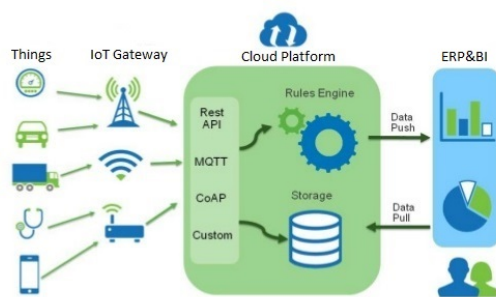 Things
IoT Gateway
Cloud Platform
ERP&BI
Rest
API
MQTT
CoAP
Custom
Rules Engine
Storage
Data
Push
Data
Pull